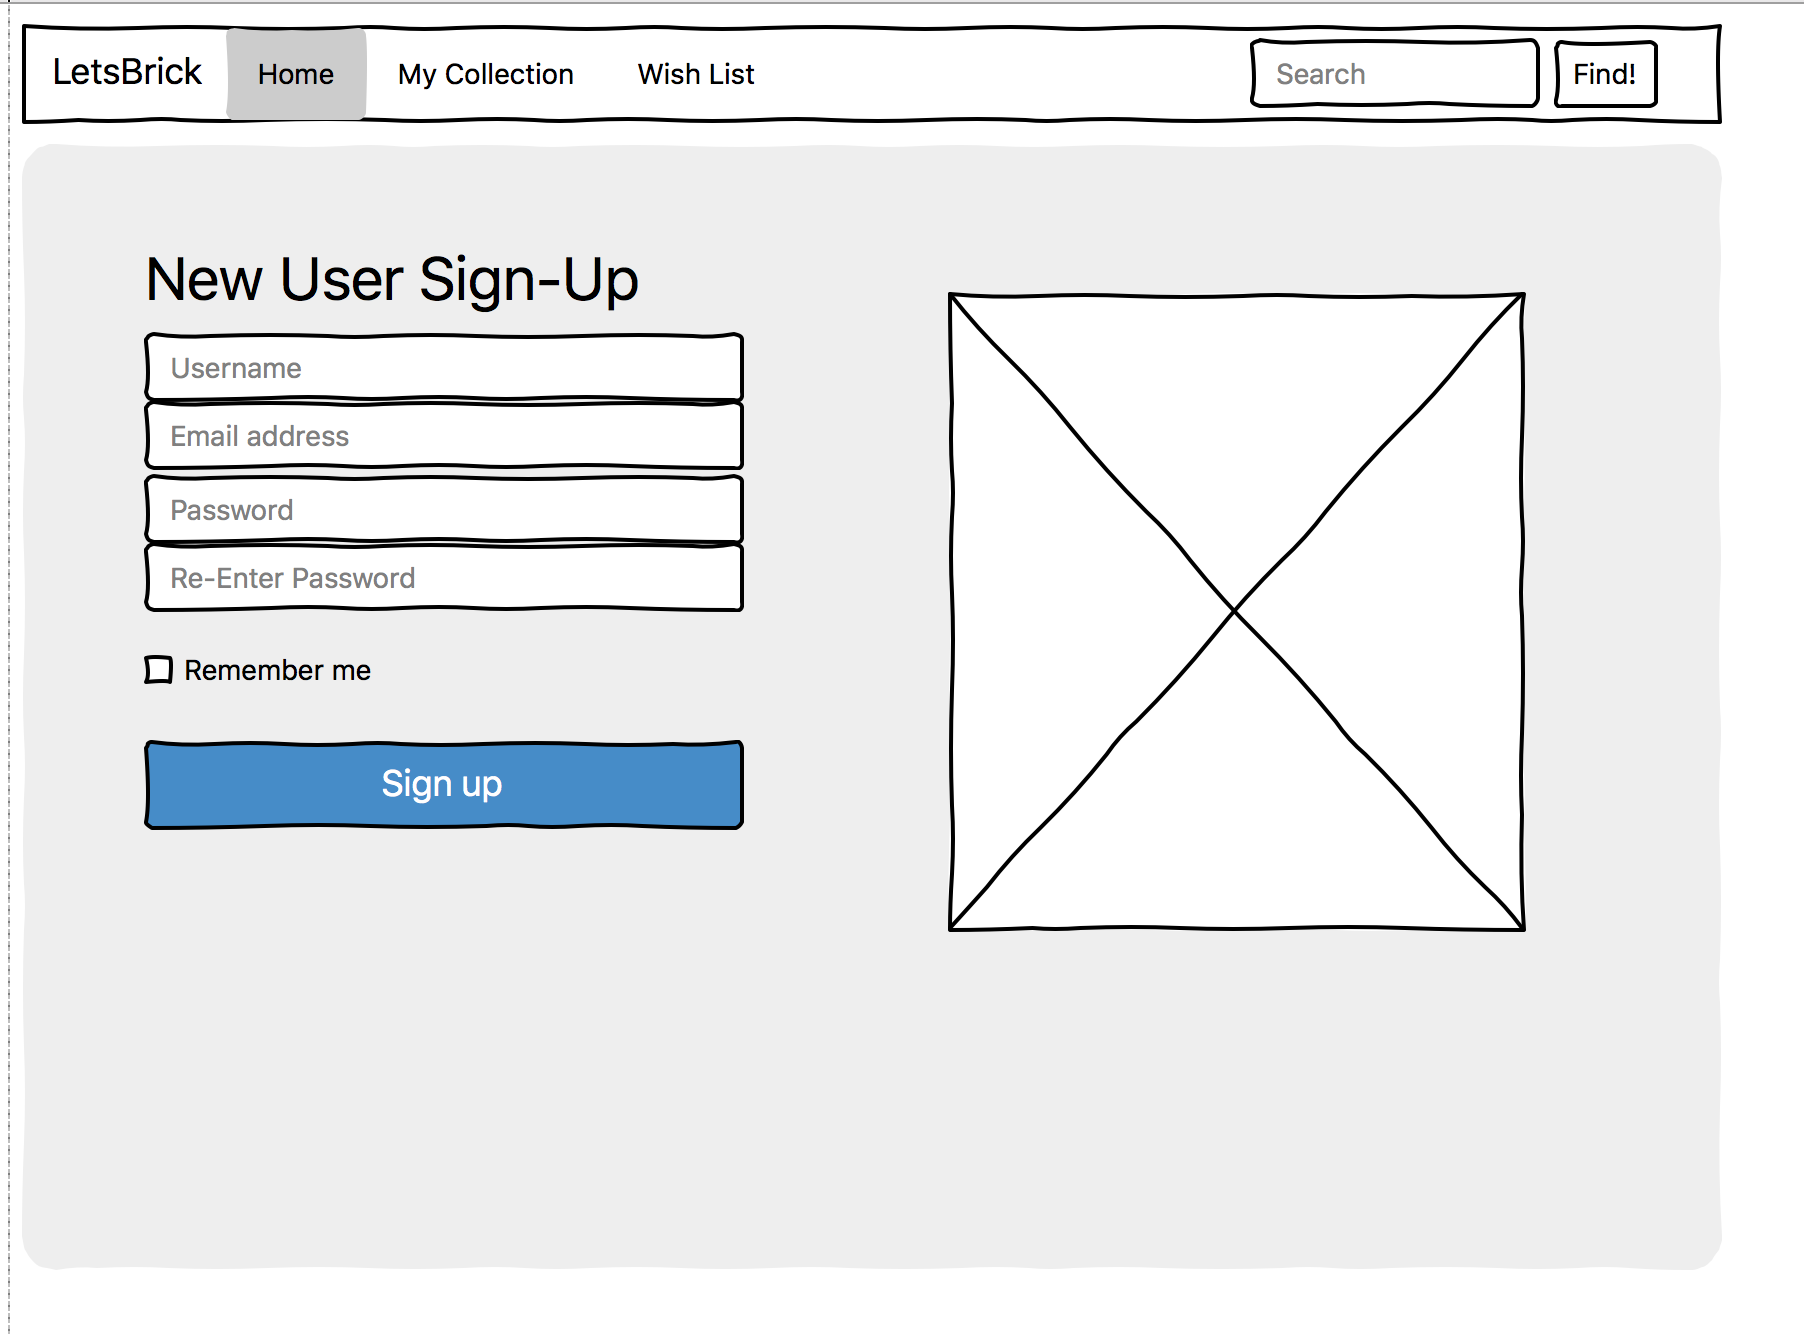 LetsBrick Home My Collection Wish List Search Find!
New User Sign-Up
Username
Email address
Password
Re-Enter Password
Remember me
Sign up